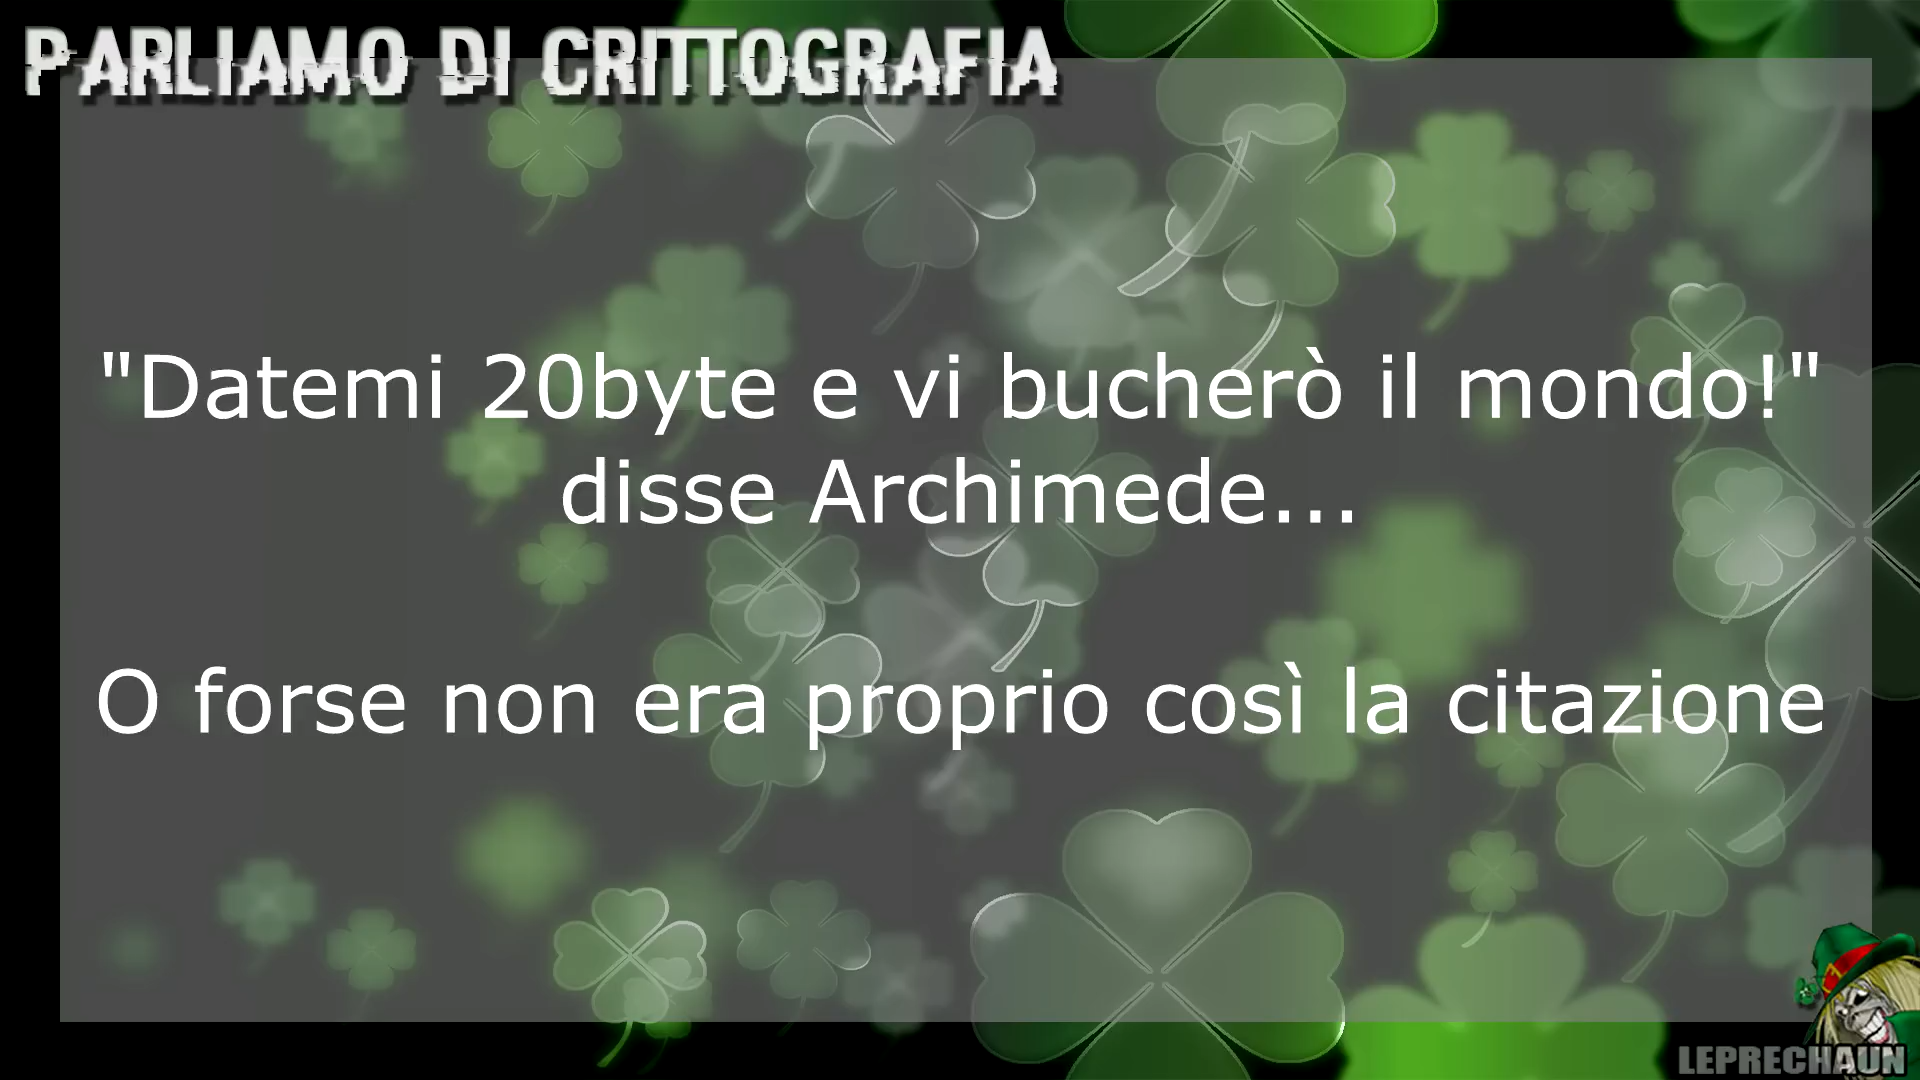 PARLIAMO DI CRITTOGRAFIA
"Datemi 20byte e vi bucherò il mondo!"
disse Archimede...
O forse non era proprio così la citazione
LEPRECHAUN